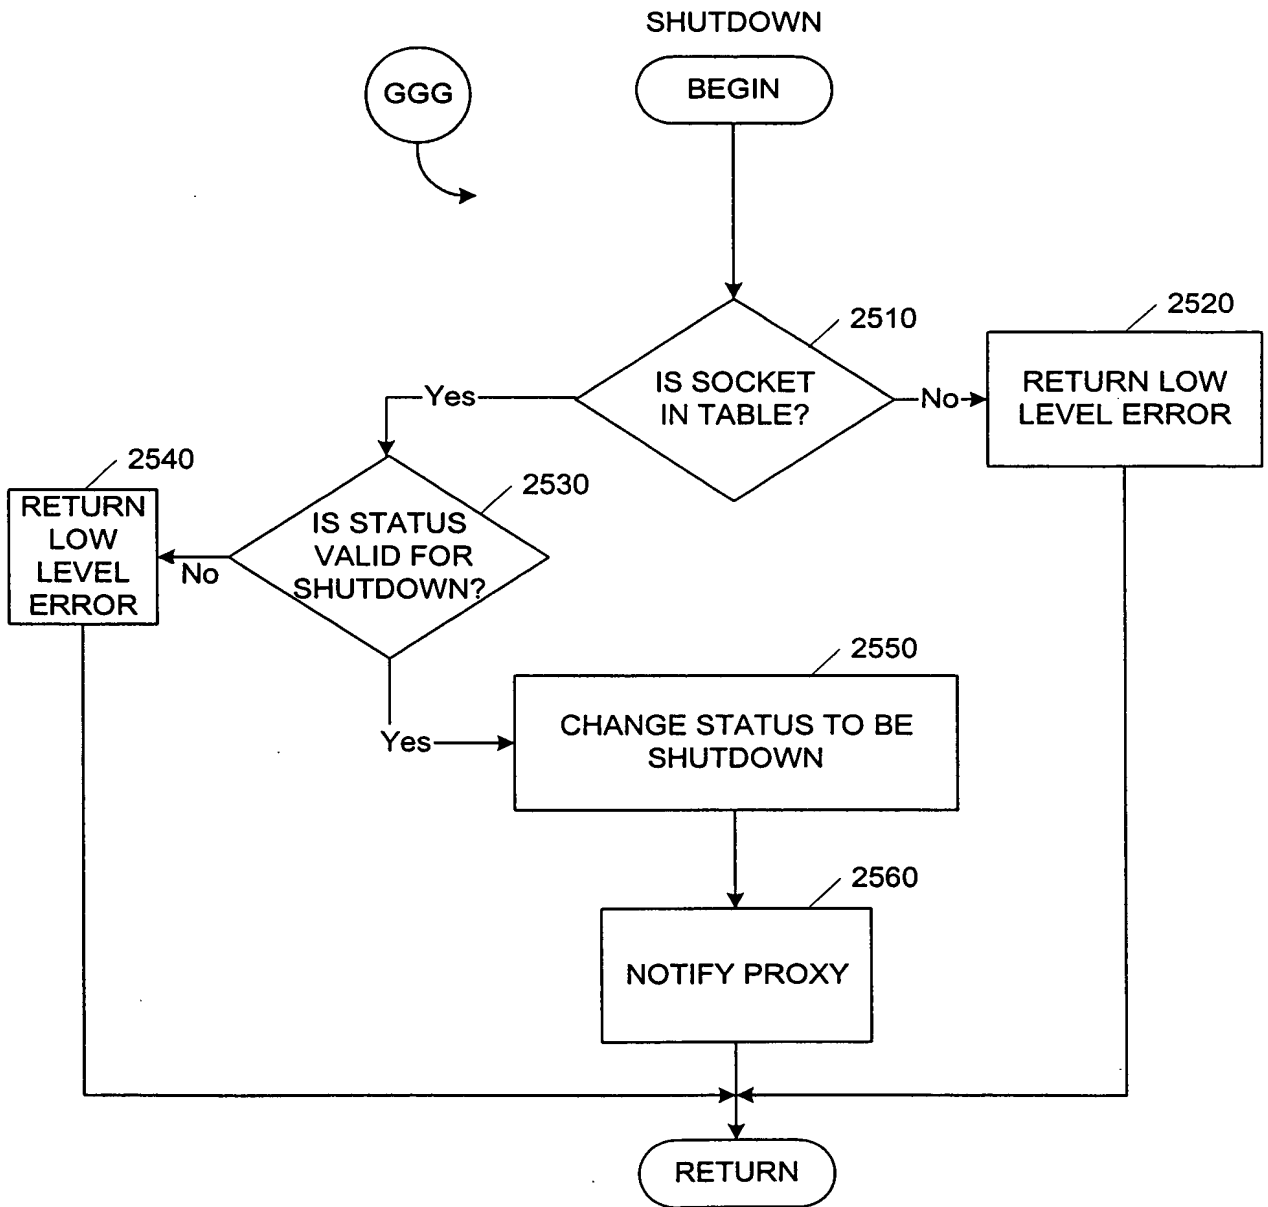 SHUTDOWN
GGG
BEGIN
2510
2520
IS SOCKET
IN TABLE?
Yes
No
RETURN LOW
LEVEL ERROR
2540
2530
RETURN
LOW
LEVEL
ERROR
IS STATUS
VALID FOR
SHUTDOWN?
No
2550
Yes
CHANGE STATUS TO BE
SHUTDOWN
2560
NOTIFY PROXY
RETURN